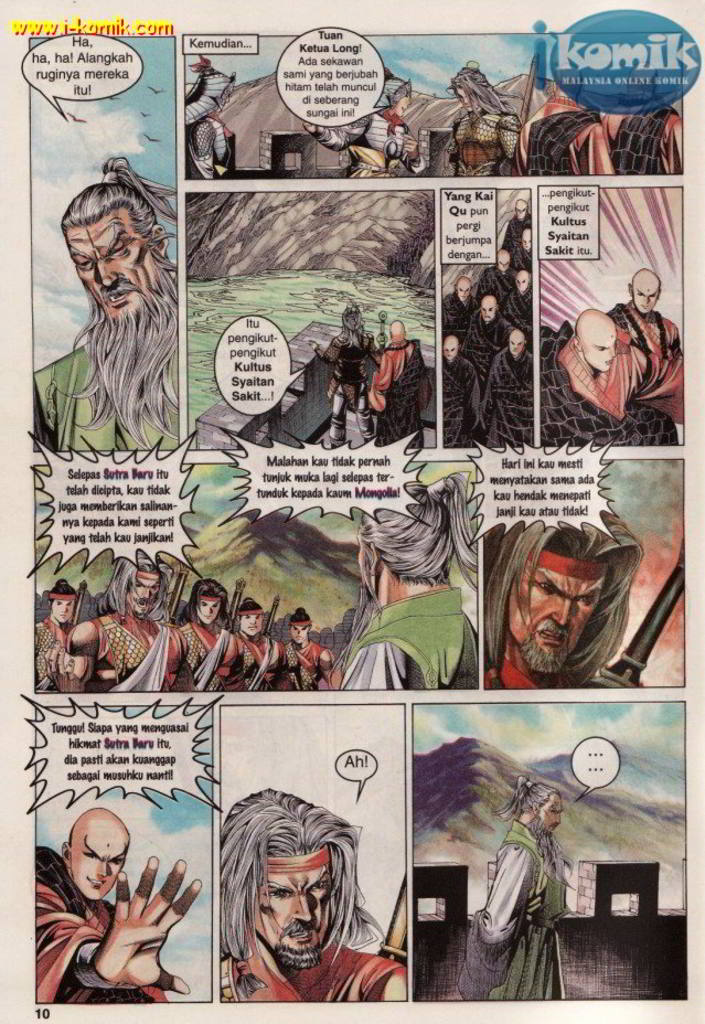 www.i-komik.com
ikomik
MALAYSIA ONLINE KOMIK
Ha,
ha, ha! Alangkah
ruginya mereka
itu!
Kemudian...
Tuan
Ketua Long!
Ada sekawan
sami yang berjubah
hitam telah muncul
di seberang
sungai ini!
Itu
pengikut-
pengikut
Kultus
Syaitan
Sakit...!
Yang Kai
Qu pun
pergi
berjumpa
dengan...
...pengikut-
pengikut
Kultus
Syaitan
Sakit itu.
Selepas Sutra Baru itu
telah dicipta, kau tidak
juga memberikan salinan-
nya kepada kami seperti
yang telah kau janjikan!
Malahan kau tidak pernah
tunjuk muka lagi selepas ter-
tunduk kepada kaum Mongolia!
Hari ini kau mesti
menyatakan sama ada
kau hendak menepati
janji kau atau tidak!
Tunggu! Siapa yang menguasai
hikmat Sutra Baru itu,
dia pasti akan kuanggap
sebagai musuhku nanti!
Ah!
...
...
10